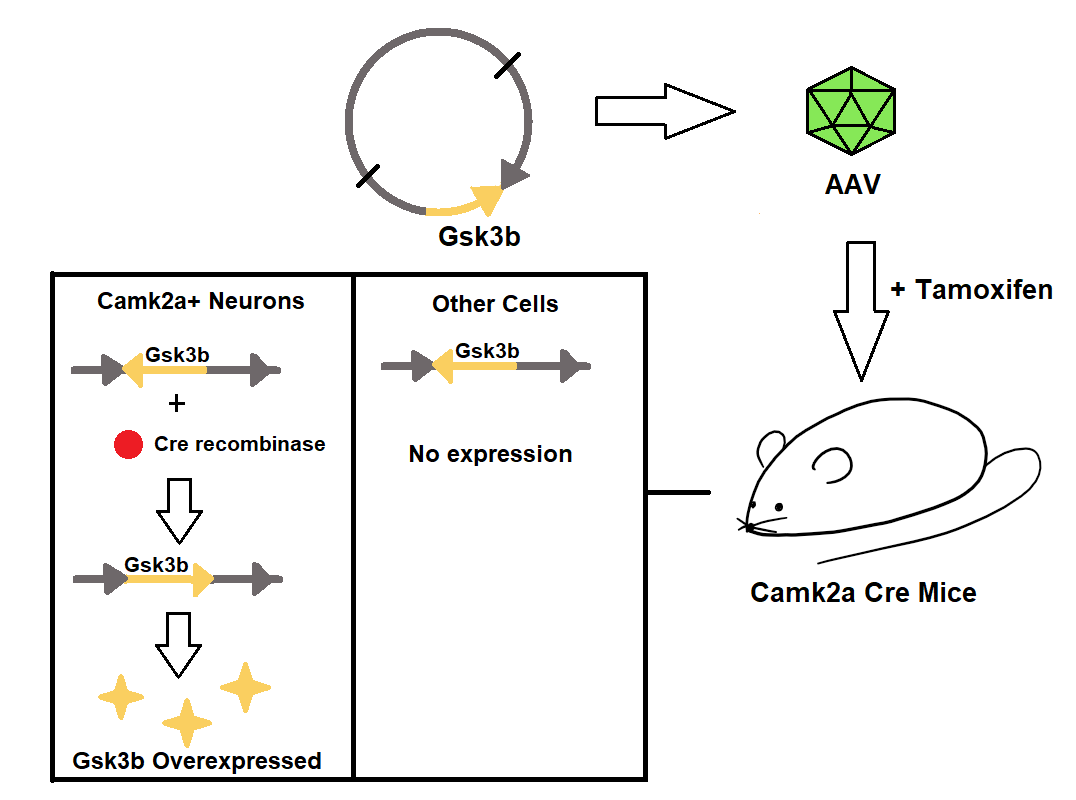 Gsk3b
AAV
+ Tamoxifen
Camk2a Cre Mice
Camk2a+ Neurons
Gsk3b
+
Cre recombinase
Gsk3b
Gsk3b Overexpressed
Other Cells
Gsk3b
No expression